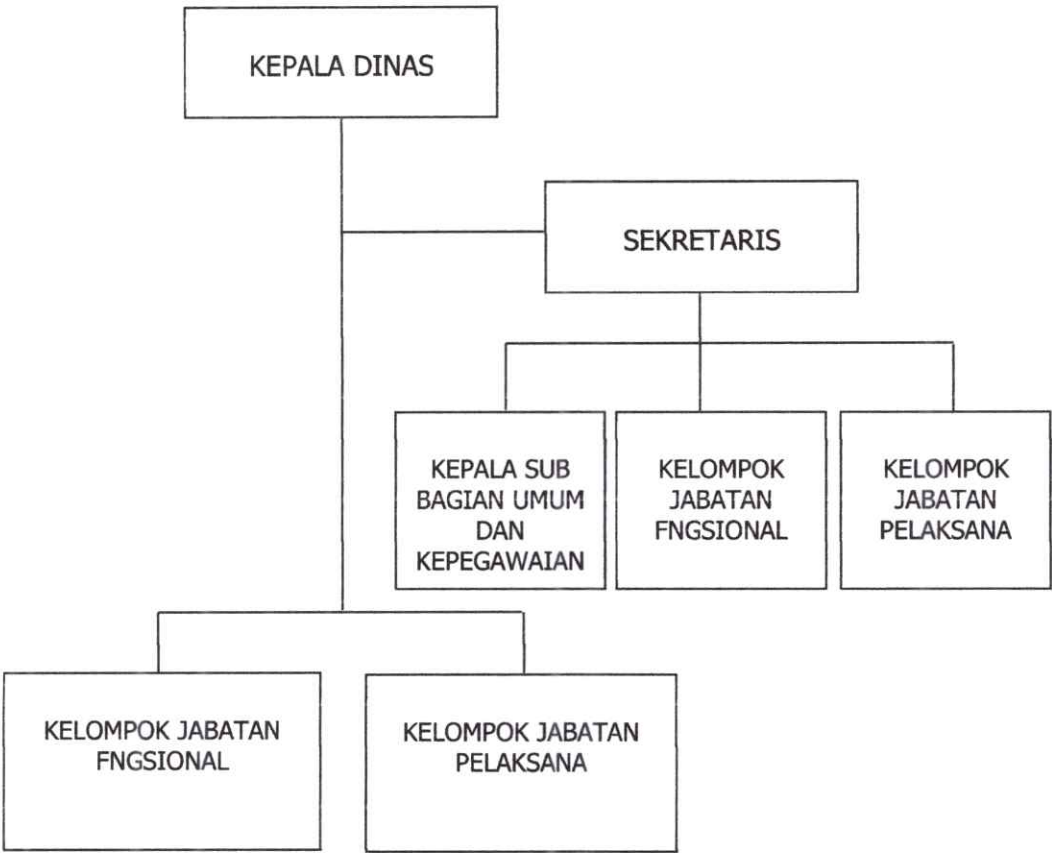 KEPALA DINAS
SEKRETARIS
KEPALA SUB
BAGIAN UMUM
DAN
KEPEGAWAIAN
KELOMPOK
JABATAN
FNGSIONAL
KELOMPOK
JABATAN
PELAKSANA
KELOMPOK JABATAN
FNGSIONAL
KELOMPOK JABATAN
PELAKSANA